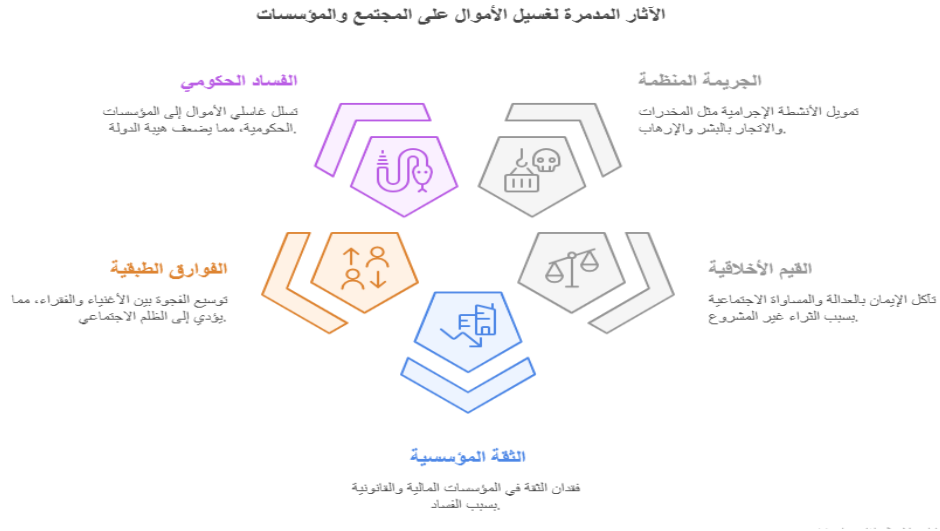 الآثار المدمرة لغسيل الأموال على المجتمع والمؤسسات
الجريمة المنظمة
تمويل الأنشطة الإجرامية مثل المخدرات
والاتجار بالبشر والإرهاب.
الفساد الحكومي
تسلل غاسلي الأموال إلى المؤسسات
الحكومية، مما يضعف هيبة الدولة.
القيم الأخلاقية
تآكل الإيمان بالعدالة والمساواة الاجتماعية
بسبب الثراء غير المشروع.
الفوارق الطبقية
توسيع الفجوة بين الأغنياء والفقراء، مما
يؤدي إلى الظلم الاجتماعي.
الثقة المؤسسية
فقدان الثقة في المؤسسات المالية والقانونية
بسبب الفساد.